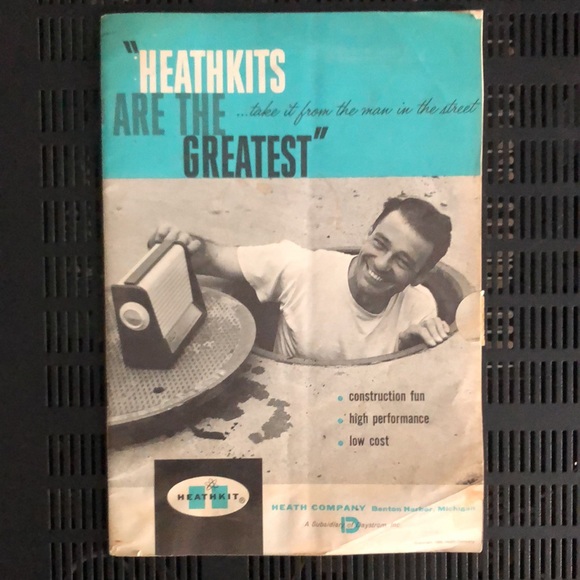 "HEATHKITS
ARE THE ...take it from the man in the street
GREATEST"
construction fun
high performance
low cost
HEATHKIT®
HEATH COMPANY Benton Harbor, Michigan
A Subsidiary of Daystrom Inc.